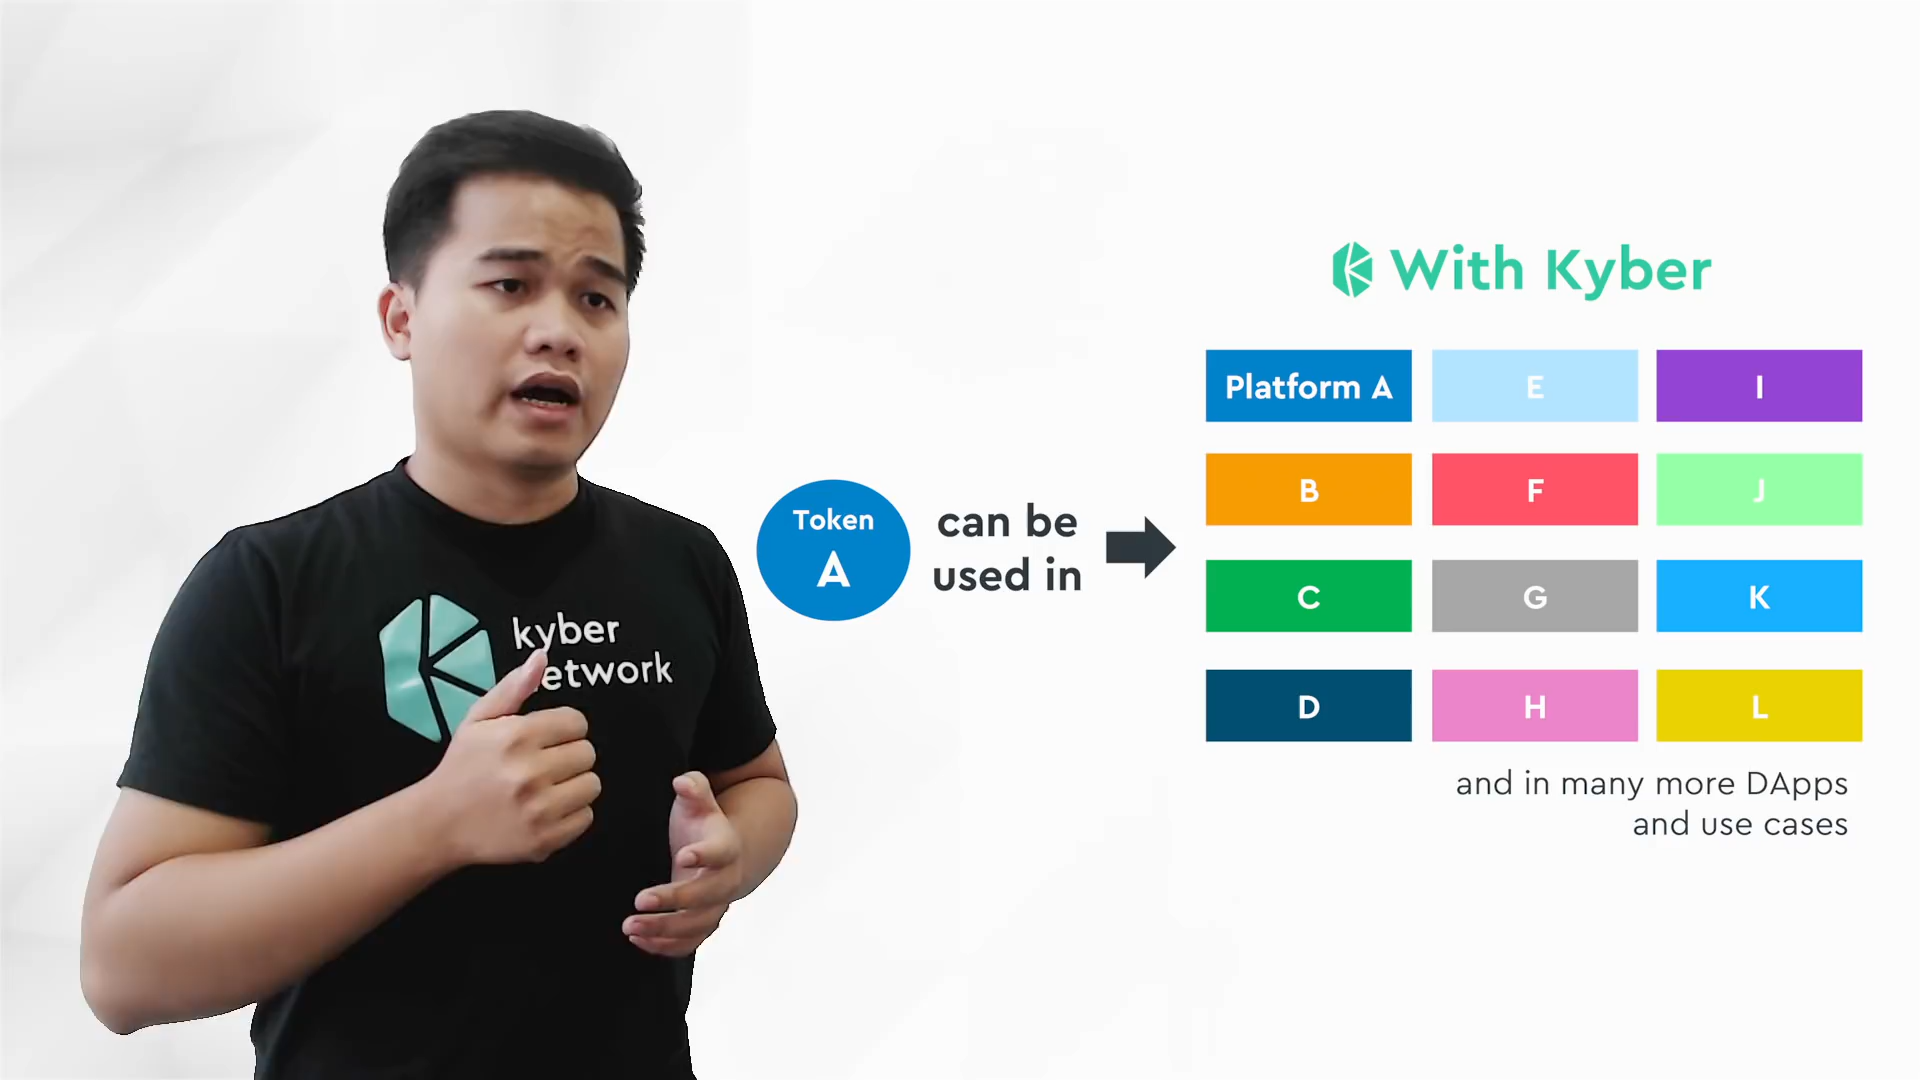 kyber
etwork
Token
A
can be
used in
With Kyber
Platform A
E
I
B
F
J
C
G
K
D
H
L
and in many more DApps
and use cases